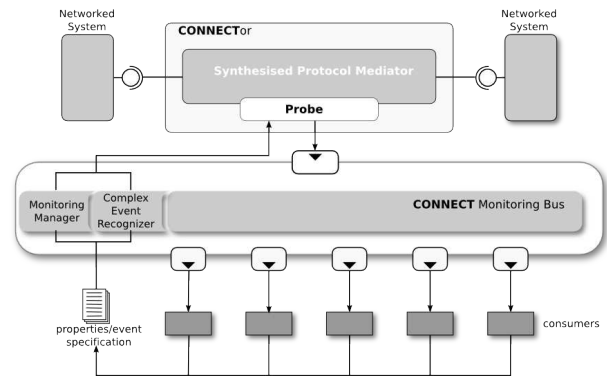 Networked
System
Networked
System
CONNECTor
Synthesised Protocol Mediator
Probe
Monitoring
Manager
Complex
Event
Recognizer
CONNECT Monitoring Bus
properties/event
specification
consumers